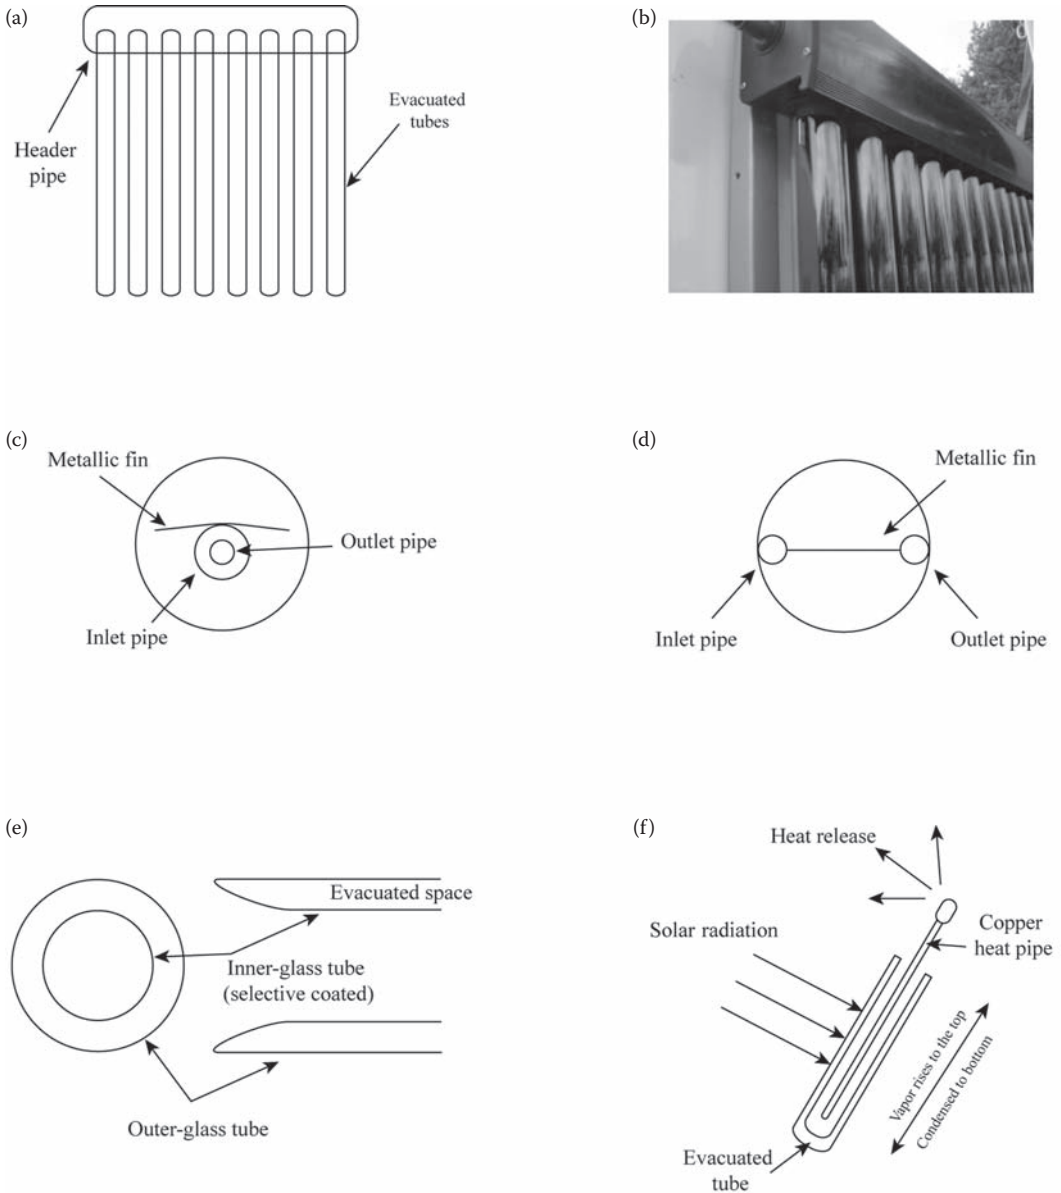 (a)
Header
pipe
Evacuated
tubes
(b)
(c)
Metallic fin
Outlet pipe
Inlet pipe
(d)
Metallic fin
Inlet pipe
Outlet pipe
(e)
Evacuated space
Inner-glass tube
(selective coated)
Outer-glass tube
(f)
Heat release
Solar radiation
Copper
heat pipe
Vapor rises to the top
Condensed to bottom
Evacuated
tube